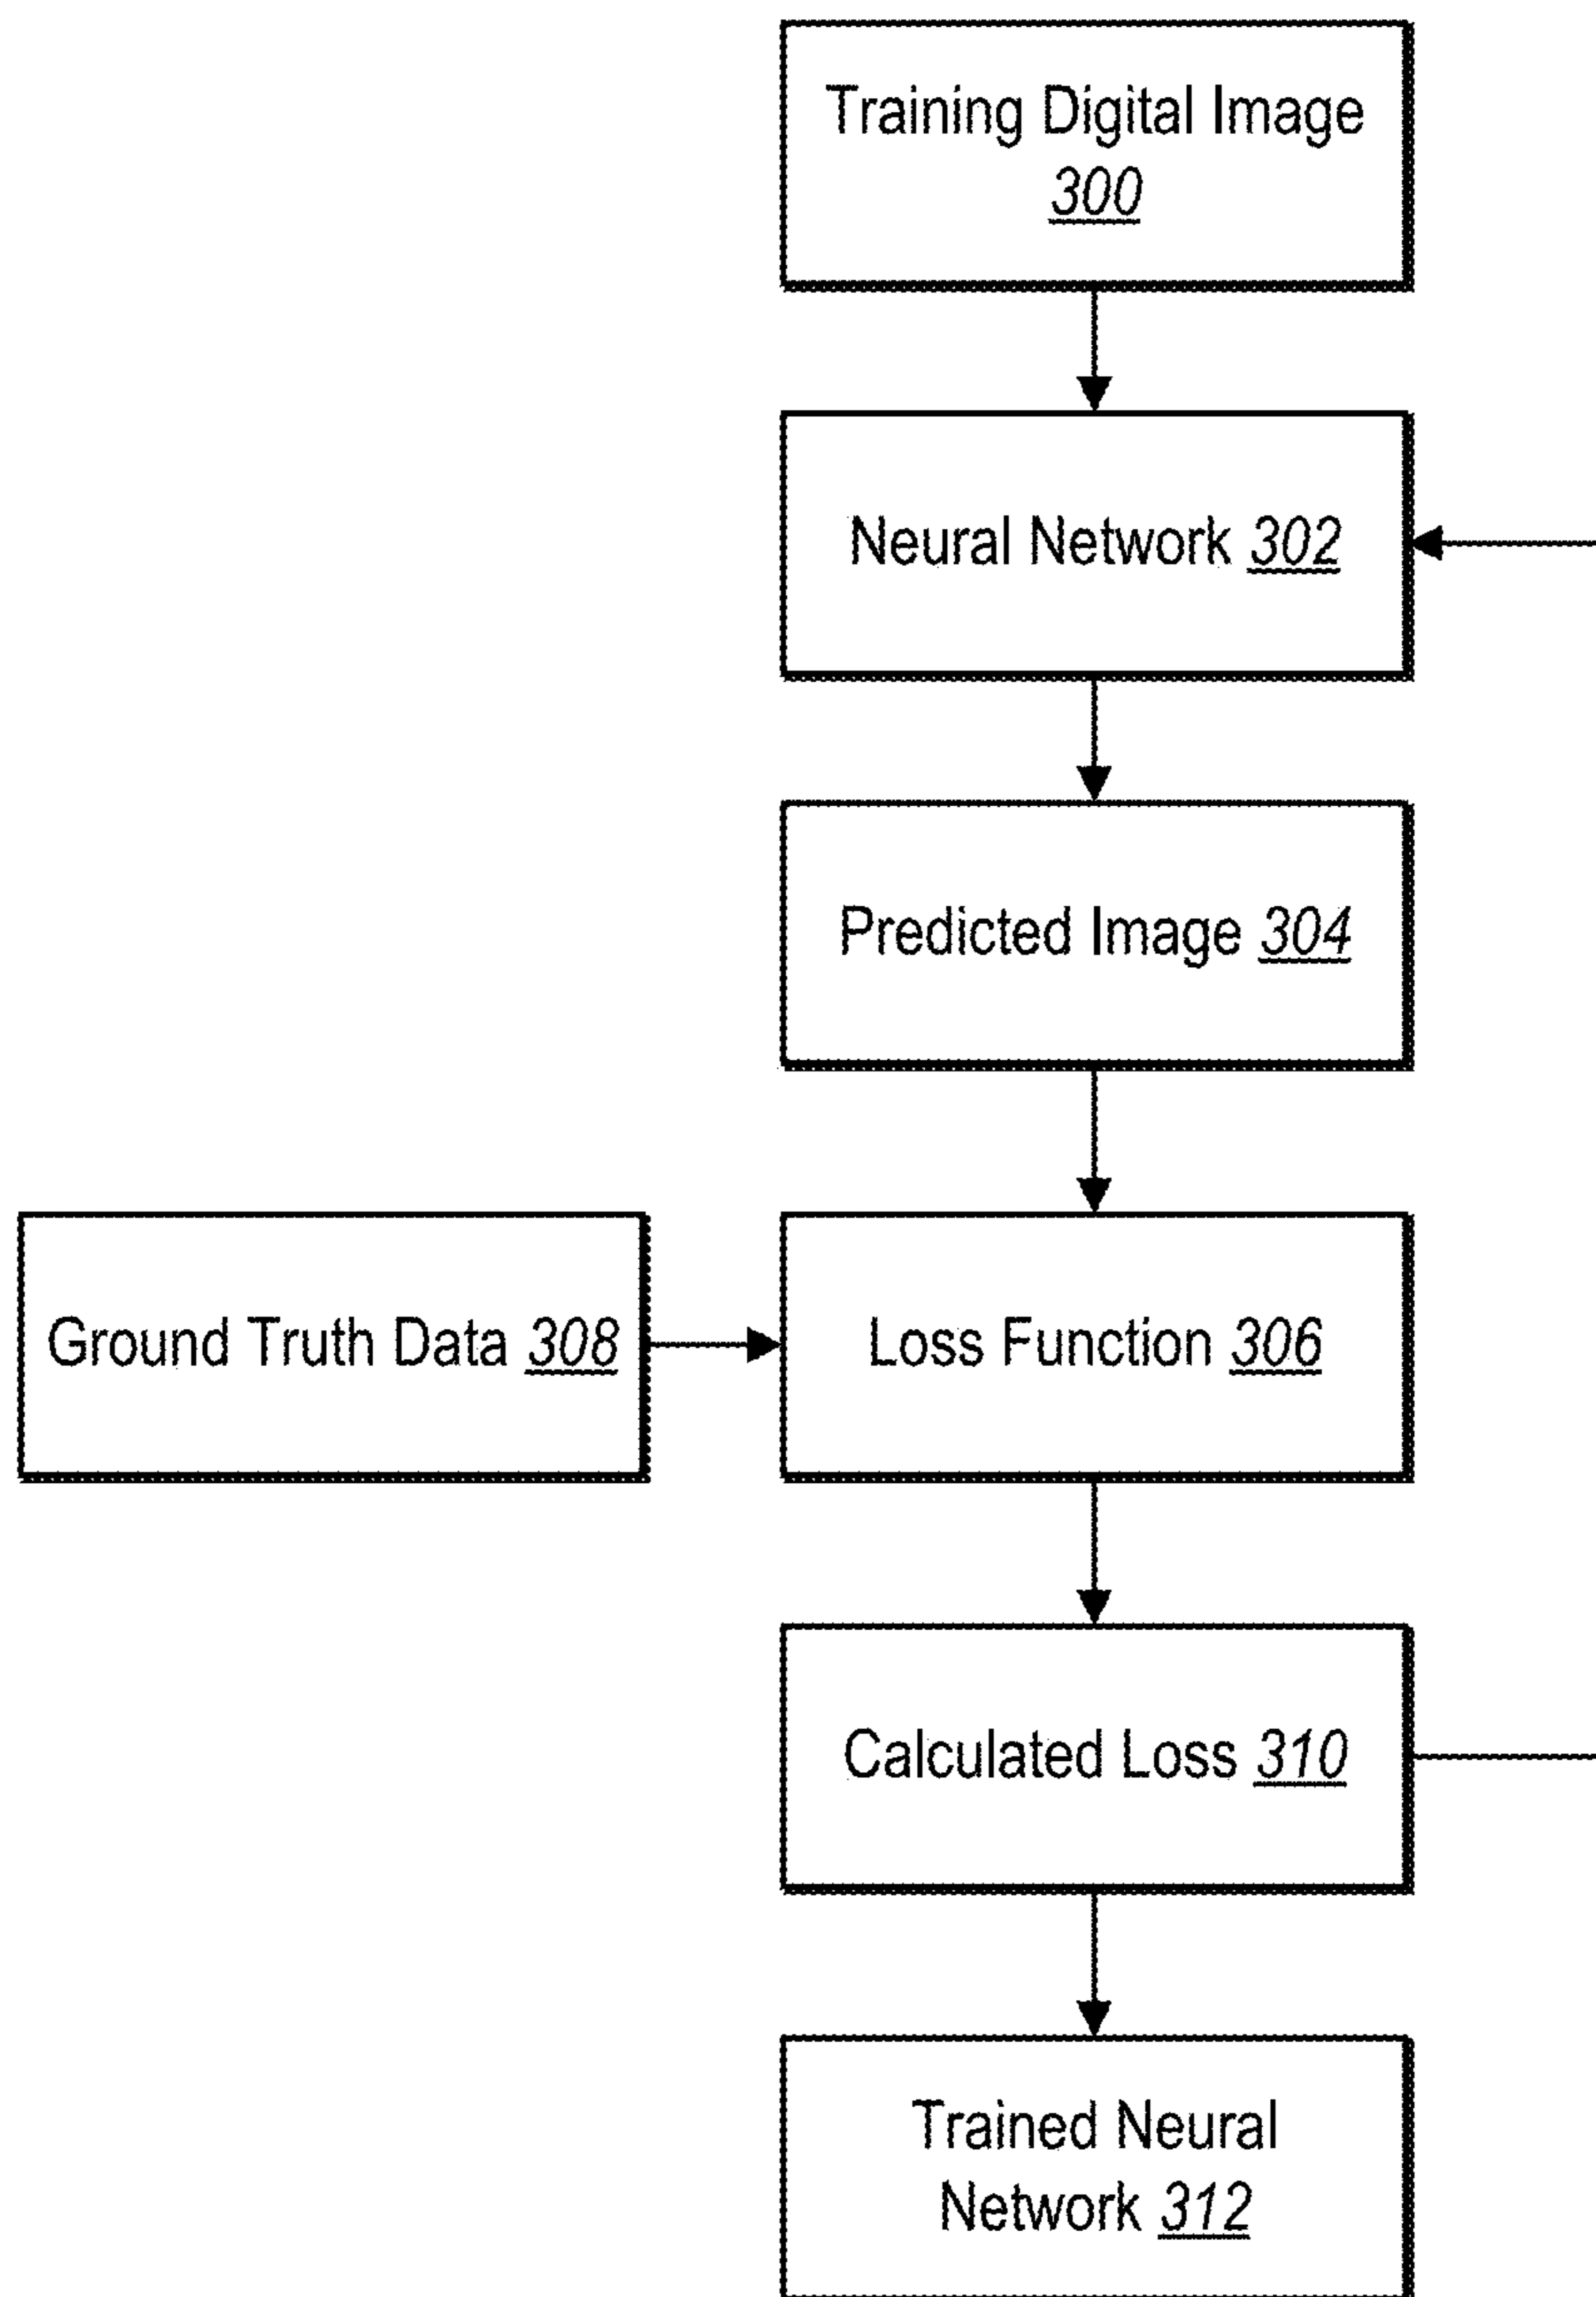 Training Digital Image
300
Neural Network 302
Predicted Image 304
Ground Truth Data 308
Loss Function 306
Calculated Loss 310
Trained Neural
Network 312